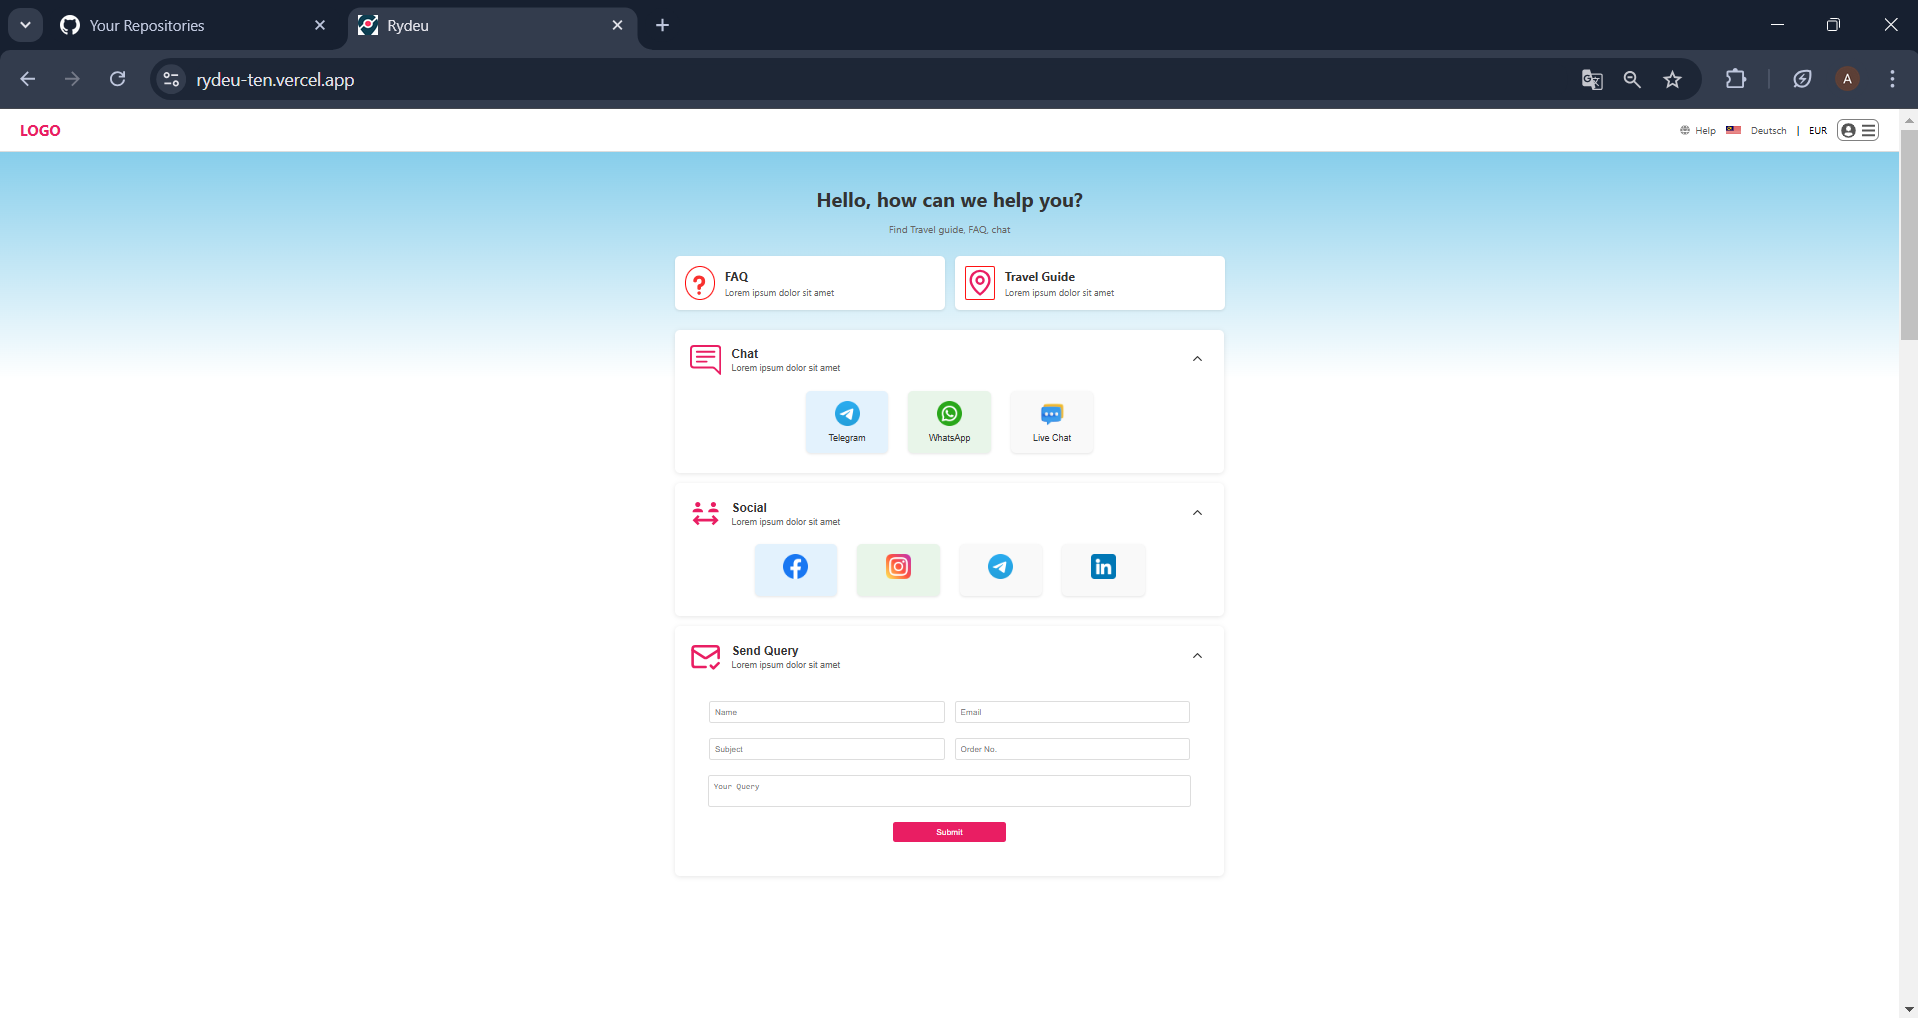 Your Repositories
Rydeu
rydeu-ten.vercel.app
A
LOGO
Help Deutsch | EUR
Hello, how can we help you?
Find Travel guide, FAQ, chat
FAQ
Lorem ipsum dolor sit amet
Travel Guide
Lorem ipsum dolor sit amet
Chat
Lorem ipsum dolor sit amet
Telegram
WhatsApp
Live Chat
Social
Lorem ipsum dolor sit amet
in
Send Query
Lorem ipsum dolor sit amet
Name
Email
Subject
Order No.
Your Query
Submit